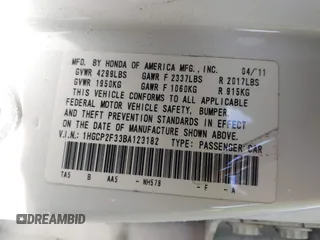 MFD. BY HONDA OF AMERICA MFG., INC. 04/11
GVWR 4299LBS GAWR F 2337LBS R 2017LBS
GVWR 1950KG GAWR F 1060KG R 915KG
THIS VEHICLE CONFORMS TO ALL APPLICABLE
FEDERAL MOTOR VEHICLE SAFETY, BUMPER,
AND THEFT PREVENTION STANDARDS IN EFFECT
ON THE DATE OF MANUFACTURE SHOWN ABOVE.
V.I.N.: 1HGCP2F33BA123182 TYPE: PASSENGER CAR
TA5 B AA5 NH578 - F - A
DREAMBID